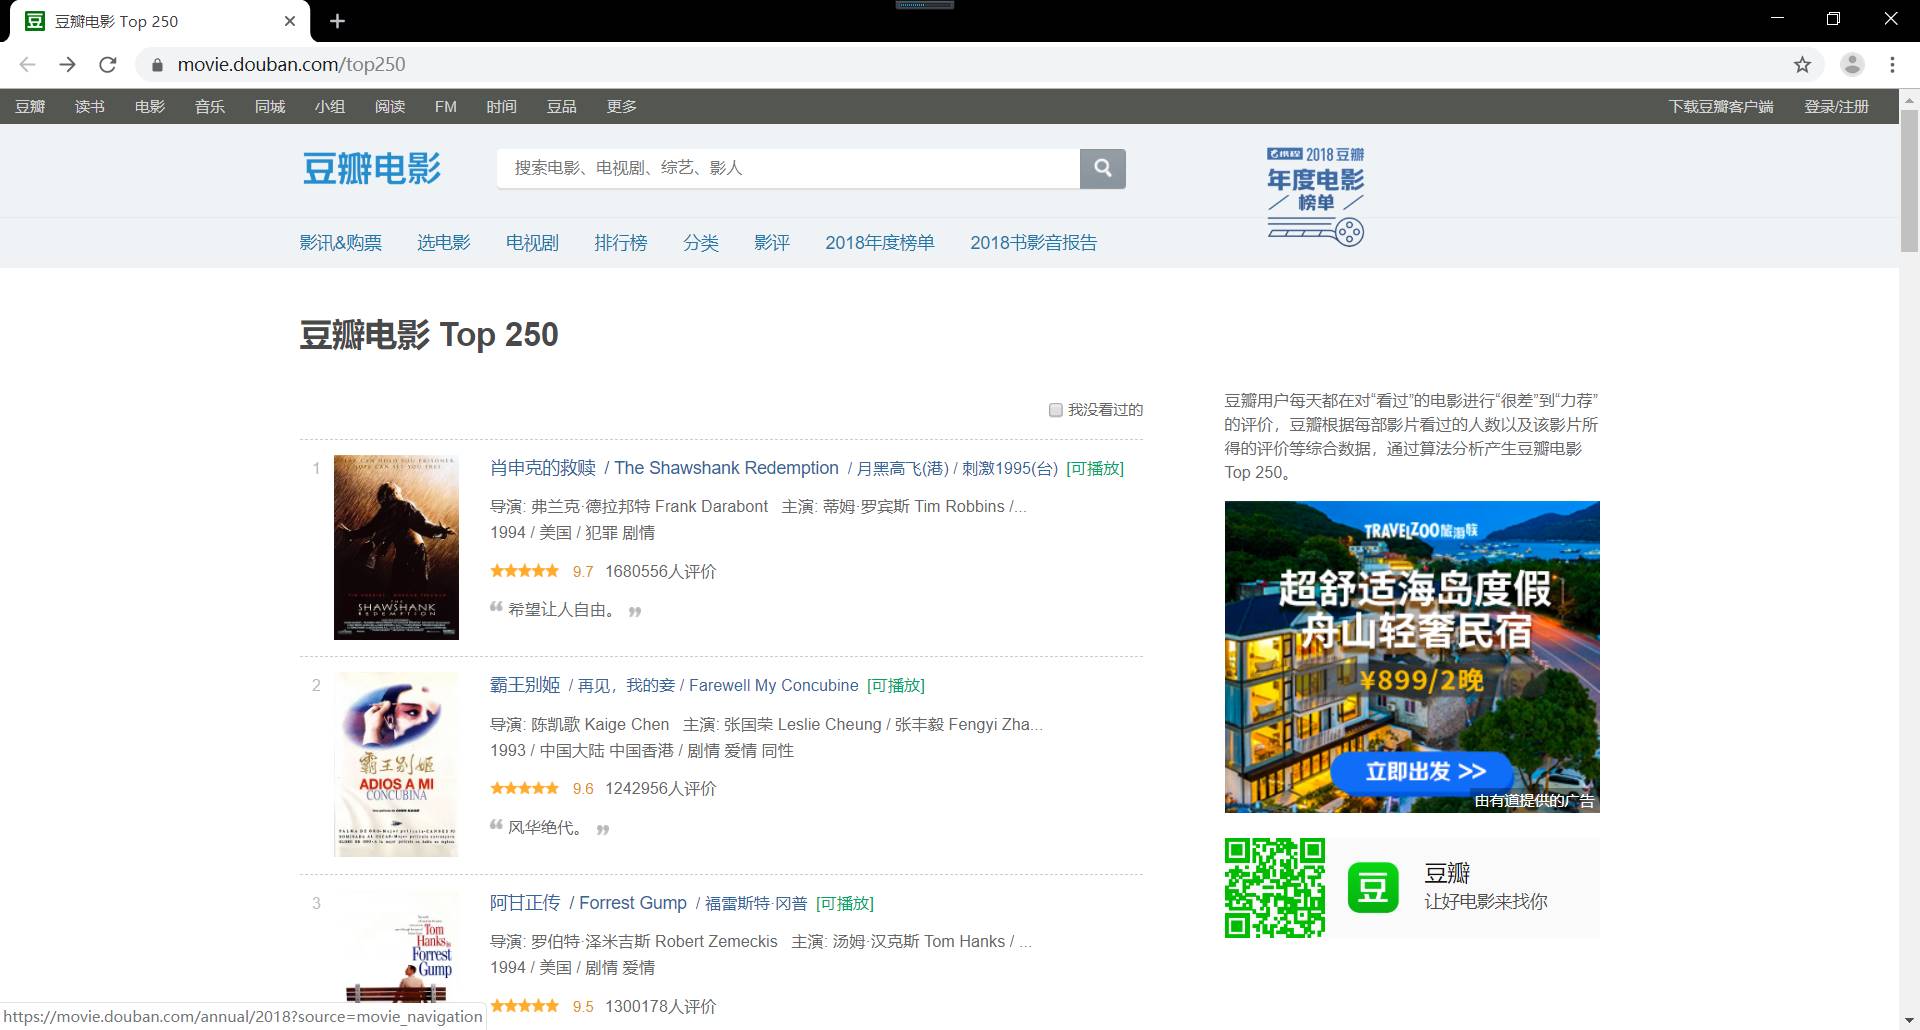 豆瓣电影 Top 250
movie.douban.com/top250
豆瓣 读书 电影 音乐 同城 小组 阅读 FM 时间 豆品 更多 下载豆瓣客户端 登录/注册
豆瓣电影
搜索电影、电视剧、综艺、影人
携程 2018豆瓣
年度电影
榜单
影讯&购票 选电影 电视剧 排行榜 分类 影评 2018年度榜单 2018书影音报告
豆瓣电影 Top 250
我没看过的
1
肖申克的救赎 / The Shawshank Redemption / 月黑高飞(港) / 刺激1995(台) [可播放]
导演: 弗兰克·德拉邦特 Frank Darabont 主演: 蒂姆·罗宾斯 Tim Robbins /...
1994 / 美国 / 犯罪 剧情
9.7 1680556人评价
“ 希望让人自由。 ”
THE
SHAWSHANK
REDEMPTION
2
霸王别姬 / 再见，我的妾 / Farewell My Concubine [可播放]
导演: 陈凯歌 Kaige Chen 主演: 张国荣 Leslie Cheung / 张丰毅 Fengyi Zha...
1993 / 中国大陆 中国香港 / 剧情 爱情 同性
9.6 1242956人评价
“ 风华绝代。 ”
霸王别姬
ADIOS A MI
CONCUBINA
3
阿甘正传 / Forrest Gump / 福雷斯特·冈普 [可播放]
导演: 罗伯特·泽米吉斯 Robert Zemeckis 主演: 汤姆·汉克斯 Tom Hanks / ...
1994 / 美国 / 剧情 爱情
9.5 1300178人评价
Tom
Hanks is
Forrest
Gump
豆瓣用户每天都在对“看过”的电影进行“很差”到“力荐”
的评价，豆瓣根据每部影片看过的人数以及该影片所
得的评价等综合数据，通过算法分析产生豆瓣电影
Top 250。
TRAVELZOO旅游族
超舒适海岛度假
舟山轻奢民宿
¥899/2晚
立即出发 >>
由有道提供的广告
豆
豆瓣
让好电影来找你
https://movie.douban.com/annual/2018?source=movie_navigation